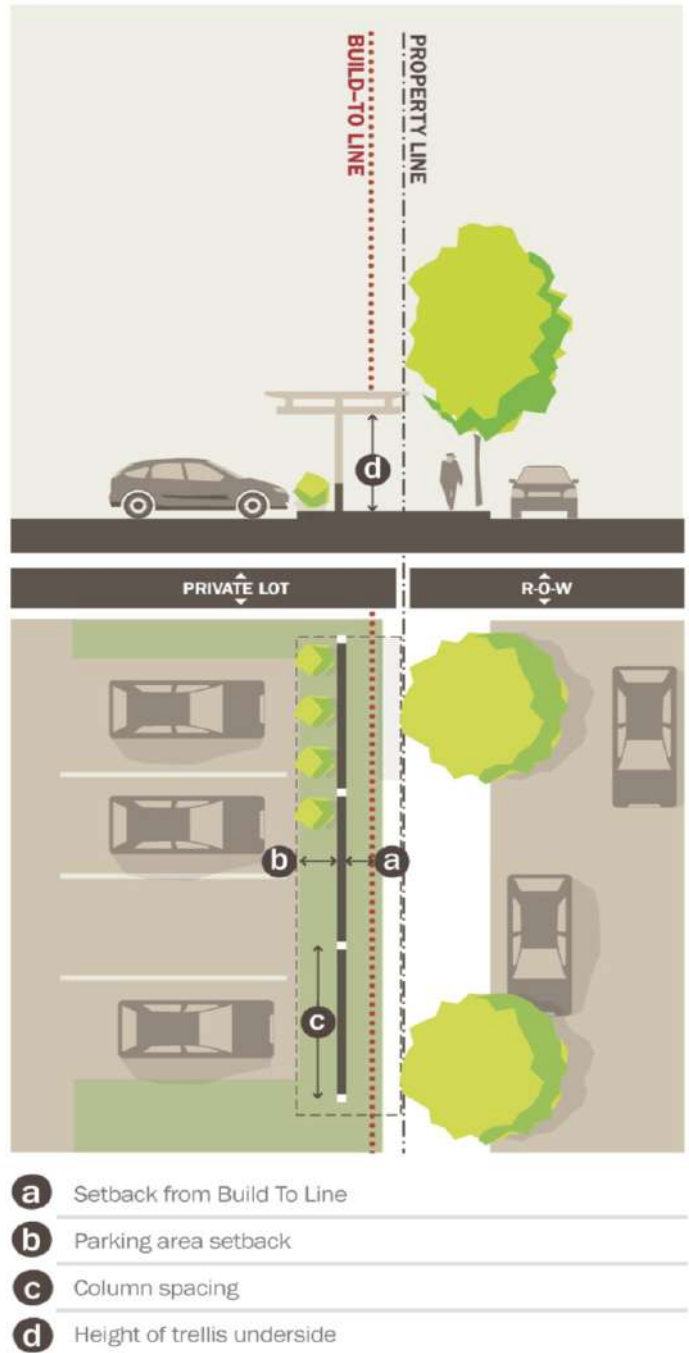 BUILD-TO LINE
PROPERTY LINE
d
PRIVATE LOT
R-O-W
b
a
c
a Setback from Build To Line
b Parking area setback
c Column spacing
d Height of trellis underside